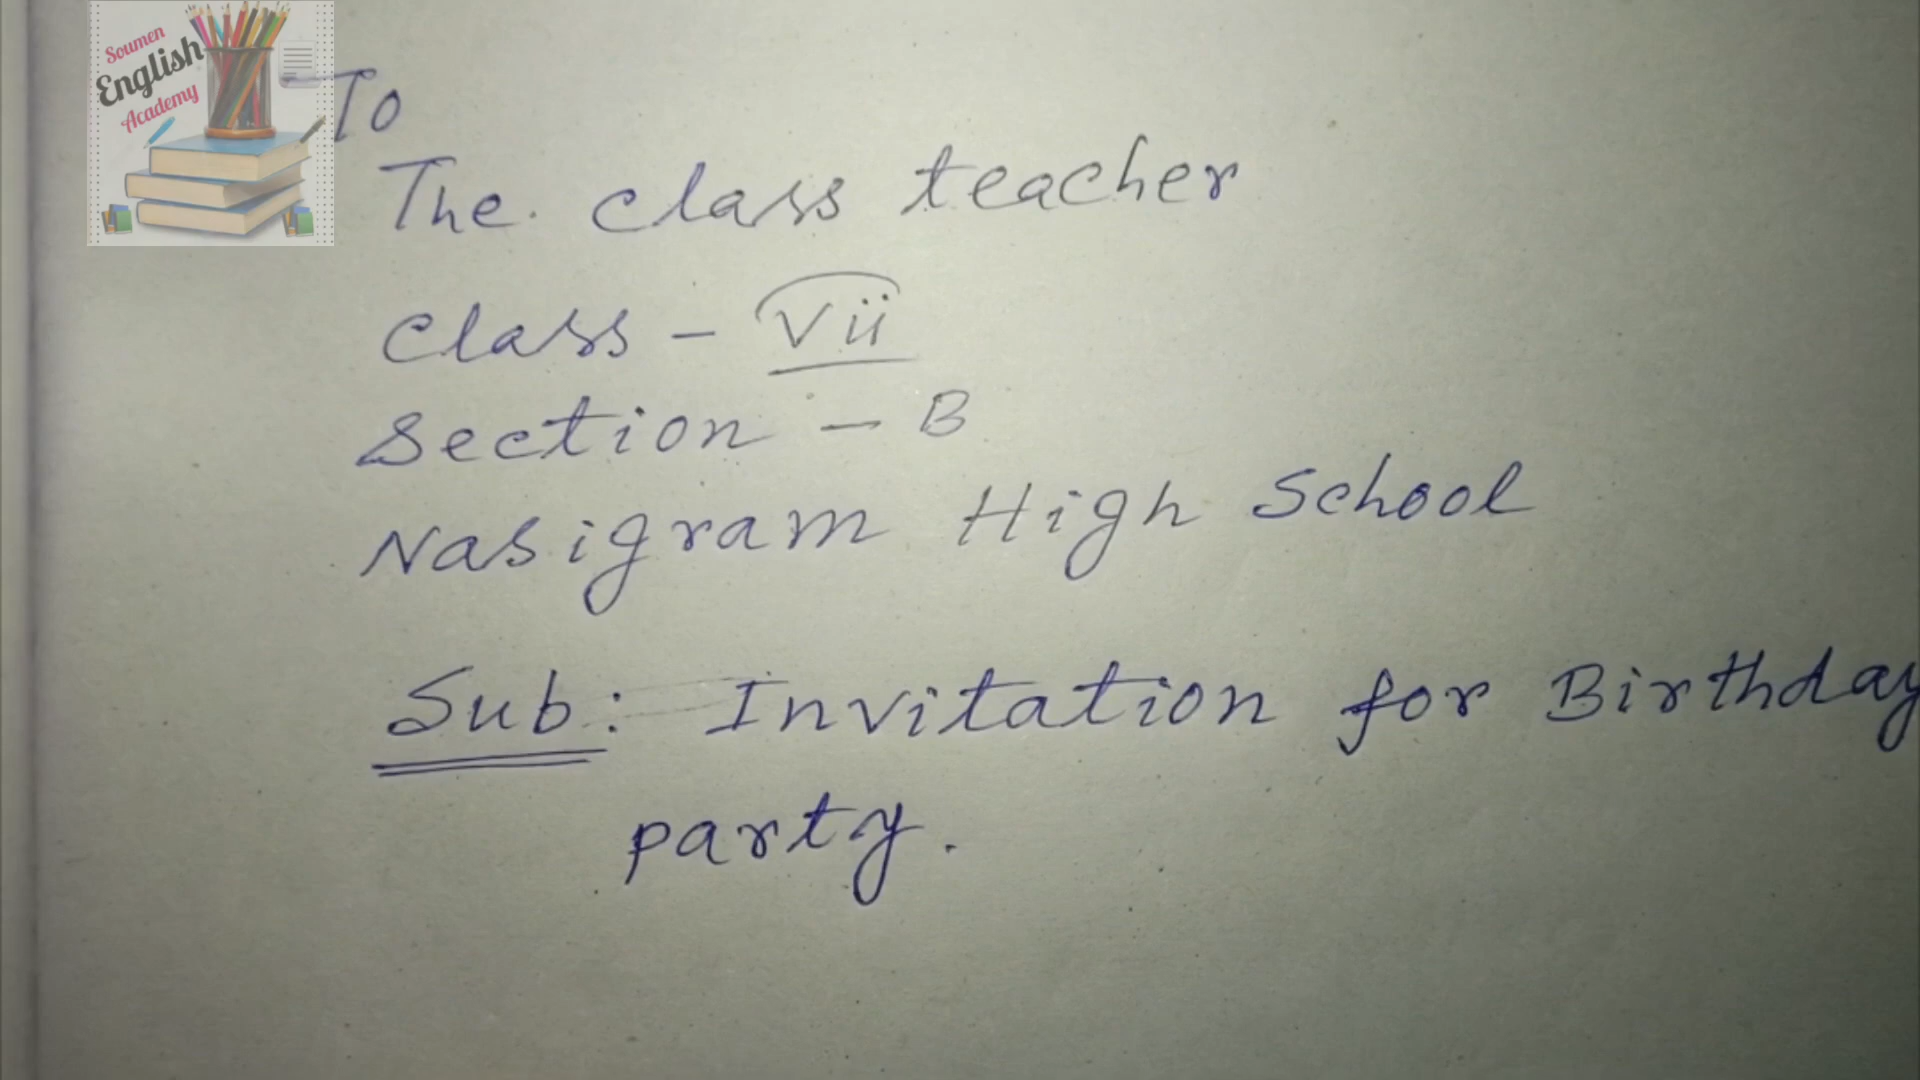 Soumen
English
Academy
To
The class teacher
Class - Vii
Section - B
Nasigram High School
Sub: Invitation for Birthday
party.